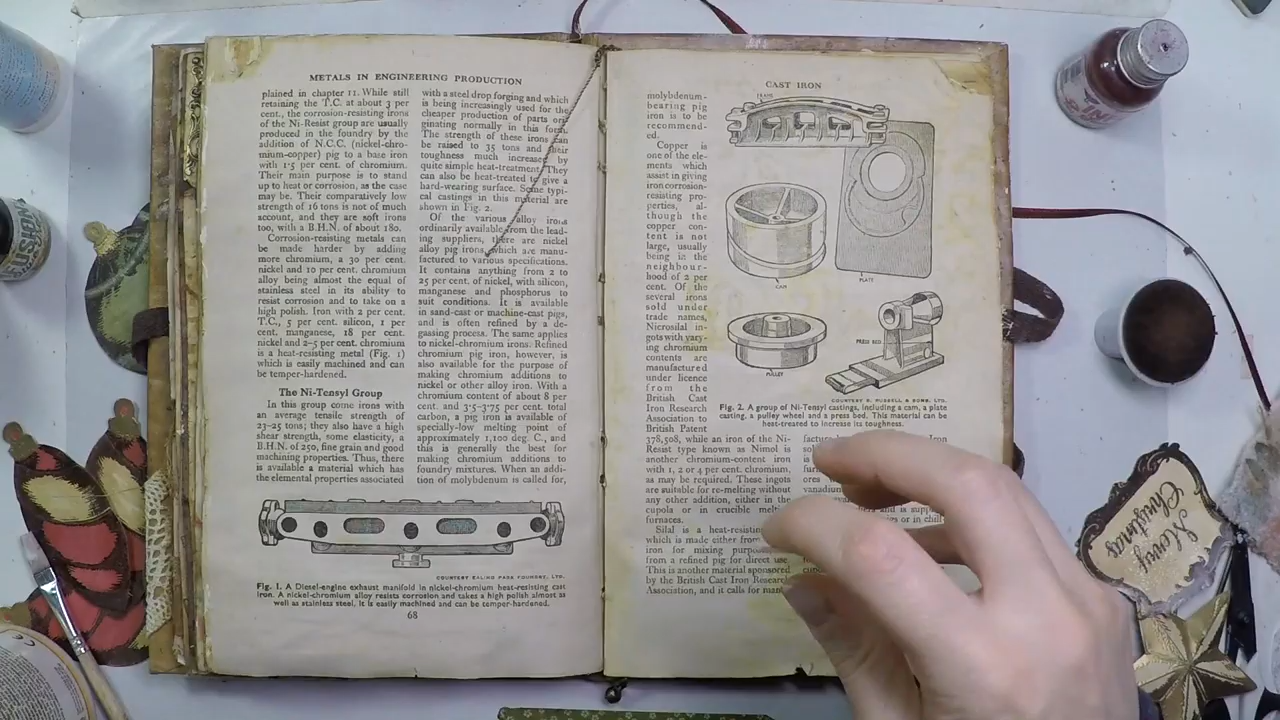 METALS IN ENGINEERING PRODUCTION
plained in chapter 11. While still
retaining the T.C. at about 3 per
cent., the corrosion-resisting irons
of the Ni-Resist group are usually
produced in the foundry by the
addition of N.C.C. (nickel-chro-
mium-copper) pig to a base iron
with 1·5 per cent. of chromium.
Their main purpose is to stand
up to heat or corrosion, as the case
may be. Their comparatively low
strength of 16 tons is not of much
account, and they are soft irons
too, with a B.H.N. of about 180.
Corrosion-resisting metals can
be made harder by adding
more chromium, a 30 per cent.
nickel and 10 per cent. chromium
alloy being almost the equal of
stainless steel in its ability to
resist corrosion and to take on a
high polish. Iron with 2 per cent.
T.C., 5 per cent. silicon, 1 per
cent. manganese, 18 per cent.
nickel and 2-5 per cent. chromium
is a heat-resisting metal (Fig. 1)
which is easily machined and can
be temper-hardened.
The Ni-Tensyl Group
In this group come irons with
an average tensile strength of
23-25 tons; they also have a high
shear strength, some elasticity, a
B.H.N. of 250, fine grain and good
machining properties. Thus, there
is available a material which has
the elemental properties associated
with a steel drop forging and which
is being increasingly used for the
cheaper production of parts ori-
ginating normally in this form.
The strength of these irons can
be raised to 35 tons and their
toughness much increased by
quite simple heat-treatment. They
can also be heat-treated to give a
hard-wearing surface. Some typi-
cal castings in this material are
shown in Fig. 2.
Of the various alloy irons
ordinarily available from the lead-
ing suppliers, there are nickel
alloy pig irons, which are manu-
factured to various specifications.
It contains anything from 2 to
25 per cent. of nickel, with silicon,
manganese and phosphorus to
suit conditions. It is available
in sand-cast or machine-cast pigs,
and is often refined by a de-
gassing process. The same applies
to nickel-chromium irons. Refined
chromium pig iron, however, is
also available for the purpose of
making chromium additions to
nickel or other alloy iron. With a
chromium content of about 8 per
cent. and 3·5-3·75 per cent. total
carbon, a pig iron is available of
specially-low melting point of
approximately 1,100 deg. C., and
this is generally the best for
making chromium additions to
foundry mixtures. When an addi-
tion of molybdenum is called for,
COURTESY EALING PARK FOUNDRY, LTD.
Fig. 1. A Diesel-engine exhaust manifold in nickel-chromium heat-resisting cast
iron. A nickel-chromium alloy resists corrosion and takes a high polish almost as
well as stainless steel. It is easily machined and can be temper-hardened.
68
CAST IRON
molybdenum-
bearing pig
iron is to be
recommend-
ed.
Copper is
one of the ele-
ments which
assist in giving
iron corrosion-
resisting pro-
perties, al-
though the
copper con-
tent is not
large, usually
being in the
neighbour-
hood of 2 per
cent. Of the
several irons
sold under
trade names,
Nicrosilal in-
gots with vary-
ing chromium
contents are
manufactured
under licence
from the
British Cast
Iron Research
Association to
British Patent
378,508, while an iron of the Ni-
Resist type known as Nimol is
another chromium-content iron
with 1, 2 or 4 per cent. chromium,
as may be required. These ingots
are suitable for re-melting without
any other addition, either in the
cupola or in crucible melting
furnaces.
Silal is a heat-resisting
which is made either from
iron for mixing purposes
from a refined pig for direct use.
This is another material sponsored
by the British Cast Iron Research
Association, and it calls for
FRAME
CAM
PLATE
PULLEY
PRESS BED
COURTESY S. RUSSELL & SONS, LTD.
Fig. 2. A group of Ni-Tensyl castings, including a cam, a plate
casting, a pulley wheel and a press bed. This material can be
heat-treated to increase its toughness.
Iron
ores
vanadium
and is
or in chill
Merry
Christmas